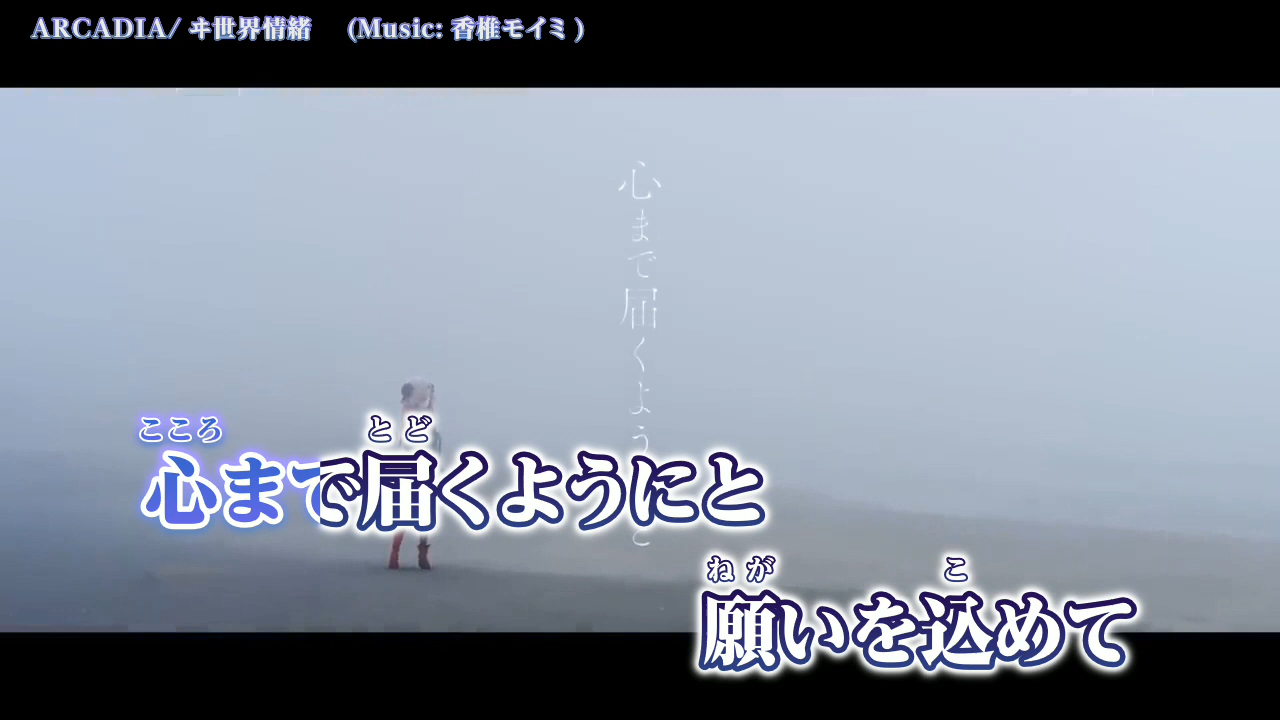 ARCADIA/ ヰ世界情緒 (Music: 香椎モイミ)
心まで届くようにと
こころ とど
心まで届くようにと
ねが こ
願いを込めて